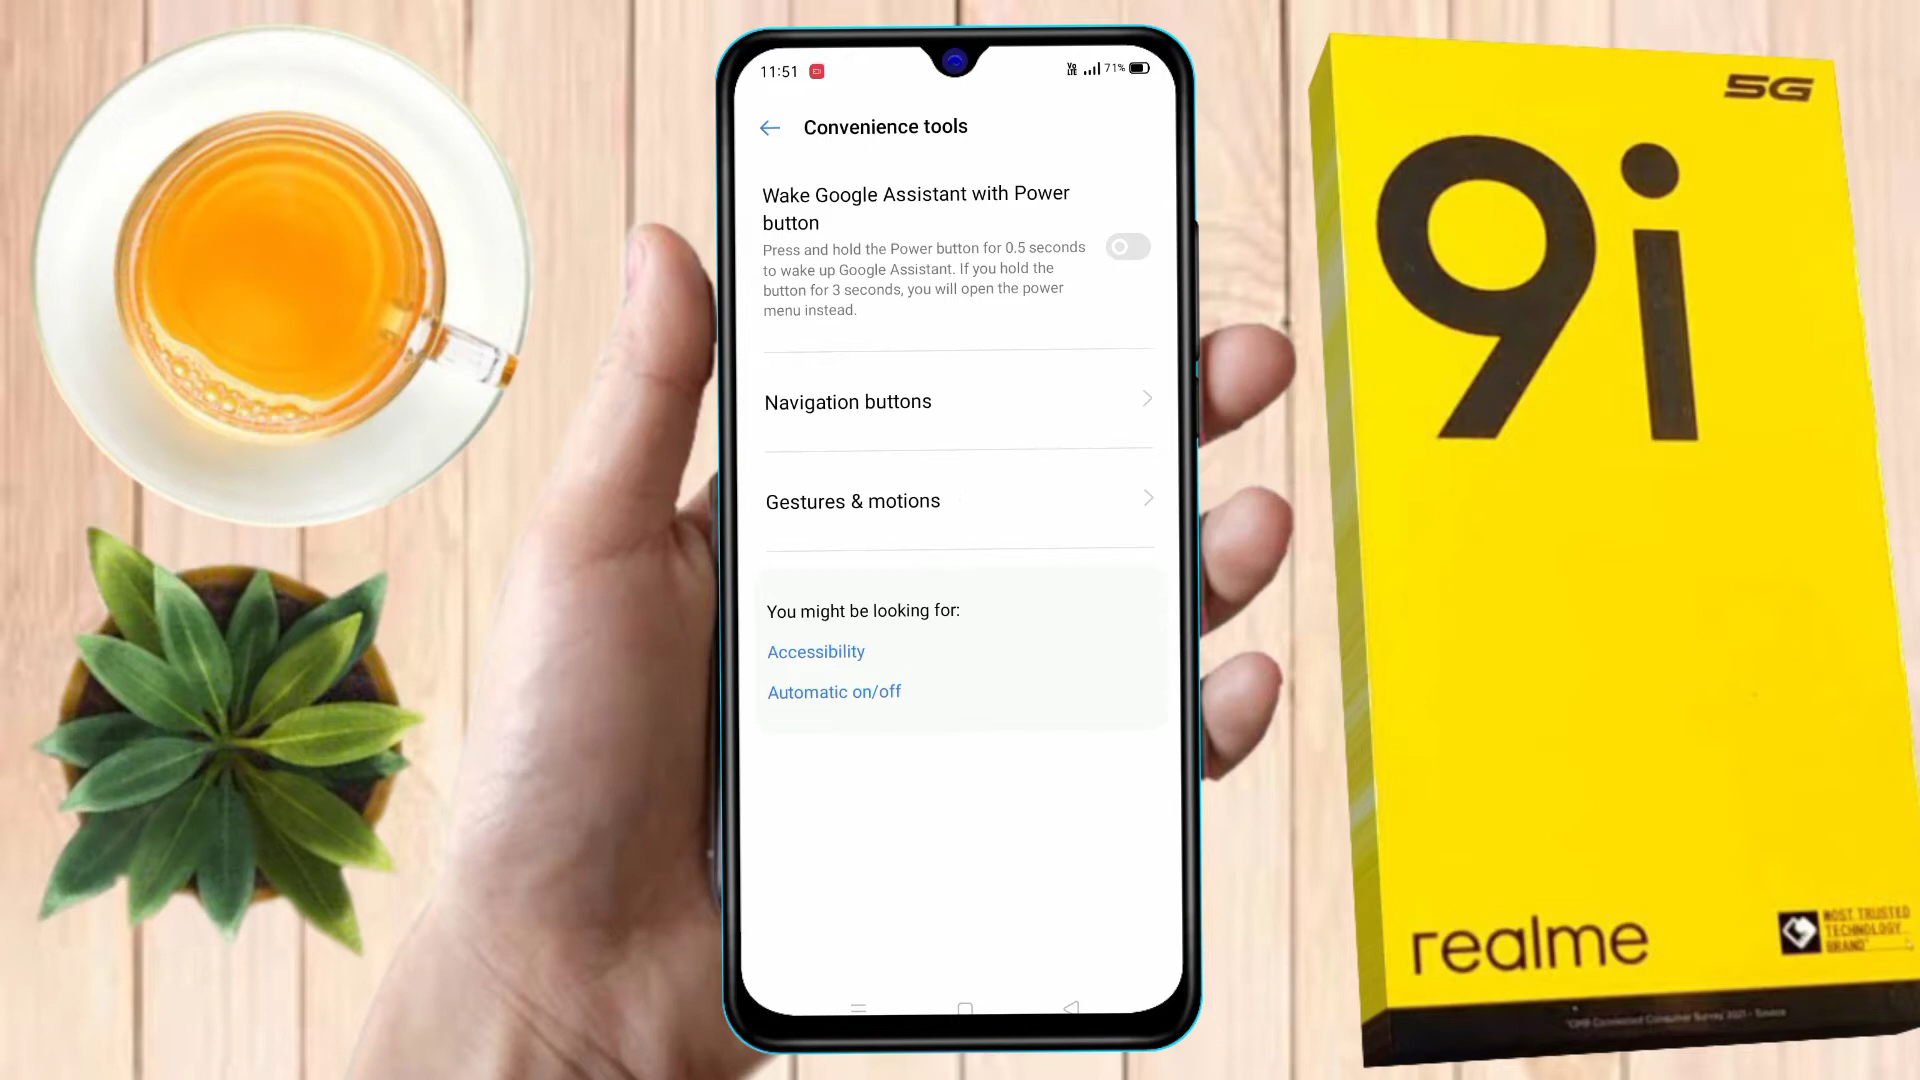 11:51
Vo
LTE
71%
Convenience tools
Wake Google Assistant with Power
button
Press and hold the Power button for 0.5 seconds
to wake up Google Assistant. If you hold the
button for 3 seconds, you will open the power
menu instead.
Navigation buttons
Gestures & motions
You might be looking for:
Accessibility
Automatic on/off
5G
9i
realme
MOST TRUSTED
TECHNOLOGY
BRAND*